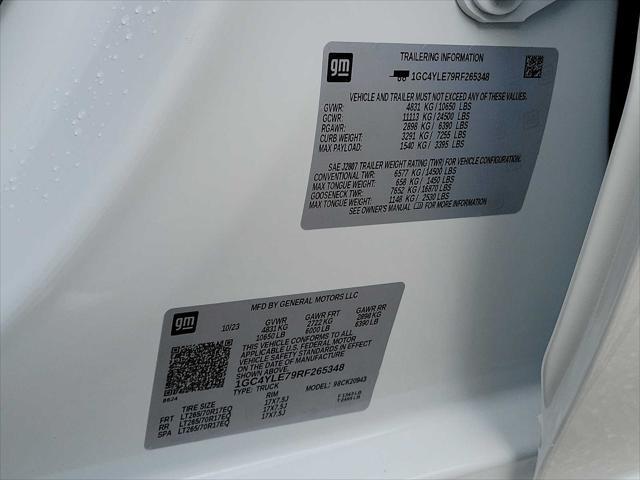 gm
TRAILERING INFORMATION
1GC4YLE79RF265348
VEHICLE AND TRAILER MUST NOT EXCEED ANY OF THESE VALUES.
GVWR: 4831 KG/10650 LBS
GCWR: 11113 KG/24500 LBS
RGAWR: 2898 KG/ 6390 LBS
CURB WEIGHT: 3291 KG/ 7255 LBS
MAX PAYLOAD: 1540 KG/ 3395 LBS
SAE J2807 TRAILER WEIGHT RATING (TWR) FOR VEHICLE CONFIGURATION.
CONVENTIONAL TWR: 6577 KG/ 14500 LBS
MAX TONGUE WEIGHT: 658 KG/ 1450 LBS
GOOSENECK TWR: 7652 KG/ 16870 LBS
MAX TONGUE WEIGHT: 1148 KG/ 2530 LBS
SEE OWNER'S MANUAL FOR MORE INFORMATION
gm
MFD BY GENERAL MOTORS LLC
10/23 GVWR GAWR FRT GAWR RR
4831 KG 2722 KG 2898 KG
10650 LB 6000 LB 6390 LB
THIS VEHICLE CONFORMS TO ALL
APPLICABLE U.S. FEDERAL MOTOR
VEHICLE SAFETY STANDARDS IN EFFECT
ON THE DATE OF MANUFACTURE
SHOWN ABOVE.
1GC4YLE79RF265348
TYPE: TRUCK MODEL: 98CK20943
TIRE SIZE RIM
FRT LT265/70R17EQ 17X7.5J
RR LT265/70R17EQ 17X7.5J
SPA LT265/70R17EQ 17X7.5J